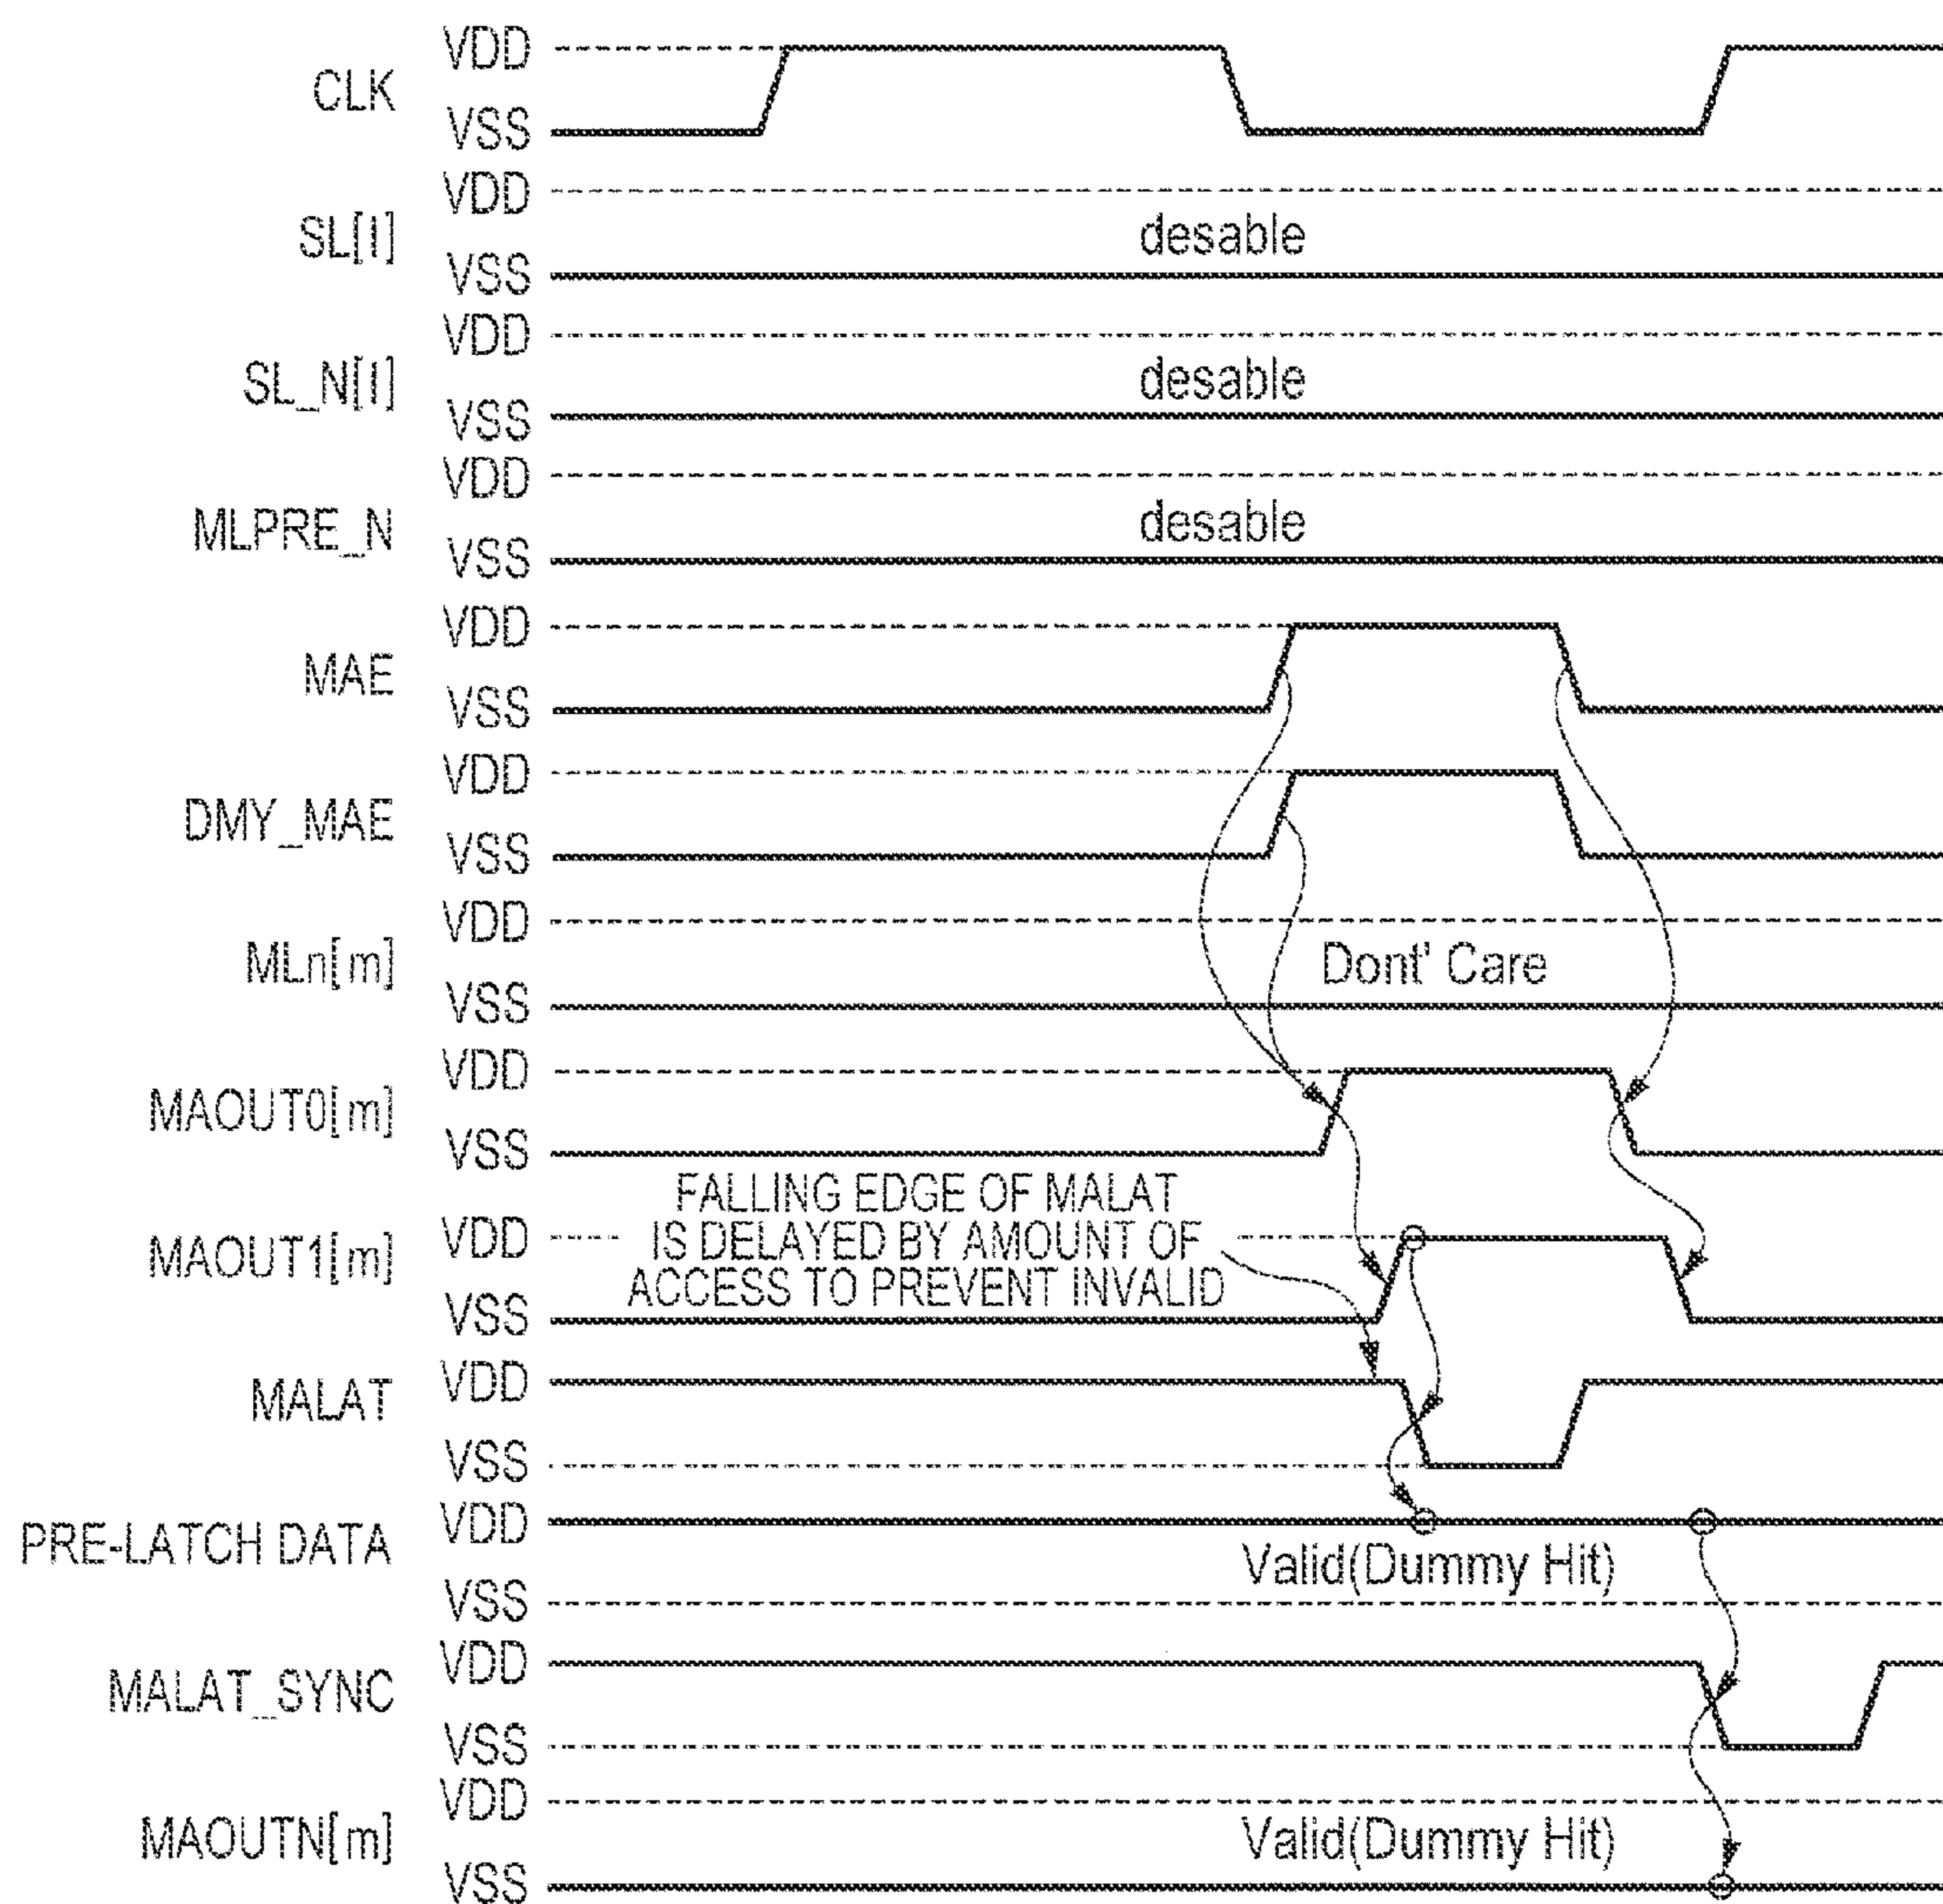 VDD
CLK
VSS
VDD
SL[I]
desable
VSS
VDD
SL_N[I]
desable
VSS
VDD
MLPRE_N
desable
VSS
VDD
MAE
VSS
VDD
DMY_MAE
VSS
VDD
MLn[m]
Dont' Care
VSS
VDD
MAOUT0[m]
VSS
FALLING EDGE OF MALAT
IS DELAYED BY AMOUNT OF
ACCESS TO PREVENT INVALID
VDD
MAOUT1[m]
VSS
VDD
MALAT
VSS
VDD
PRE-LATCH DATA
Valid(Dummy Hit)
VSS
VDD
MALAT_SYNC
VSS
VDD
MAOUTN[m]
Valid(Dummy Hit)
VSS